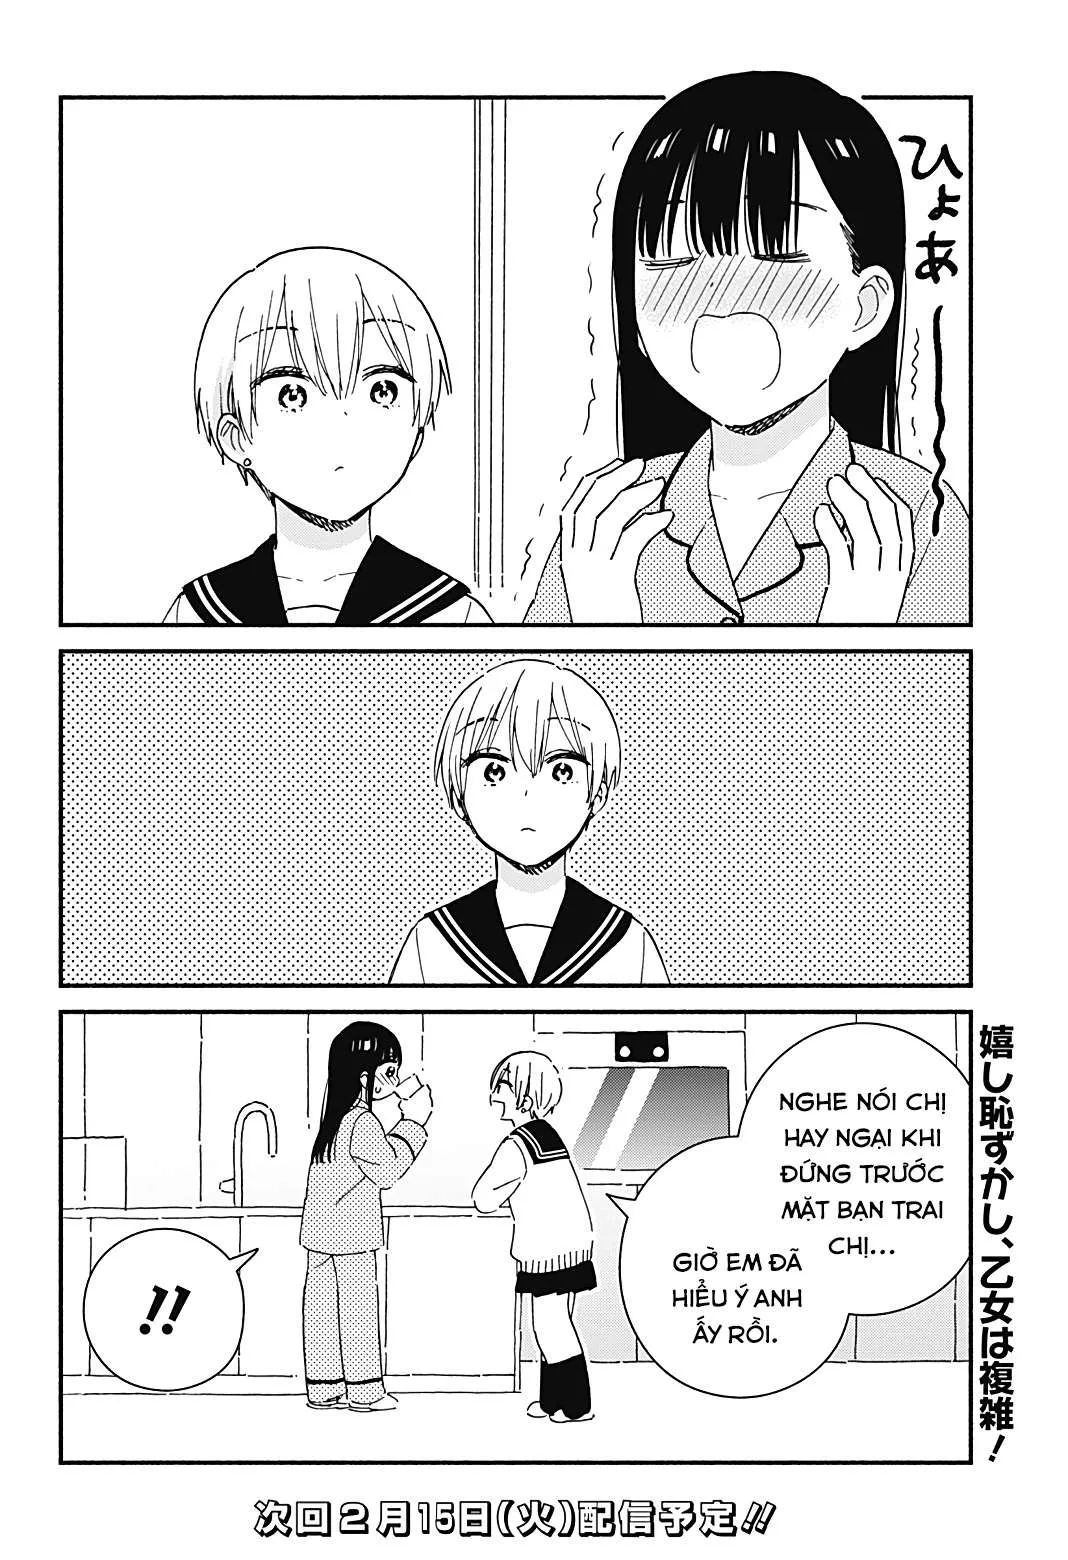 ひょあ〜
NGHE NÓI CHỊ
HAY NGẠI KHI
ĐỨNG TRƯỚC
MẶT BẠN TRAI
CHỊ...
GIỜ EM ĐÃ
HIỂU Ý ANH
ẤY RỒI.
!!
嬉し恥ずかし、乙女は複雑!
次回2月15日(火)配信予定!!